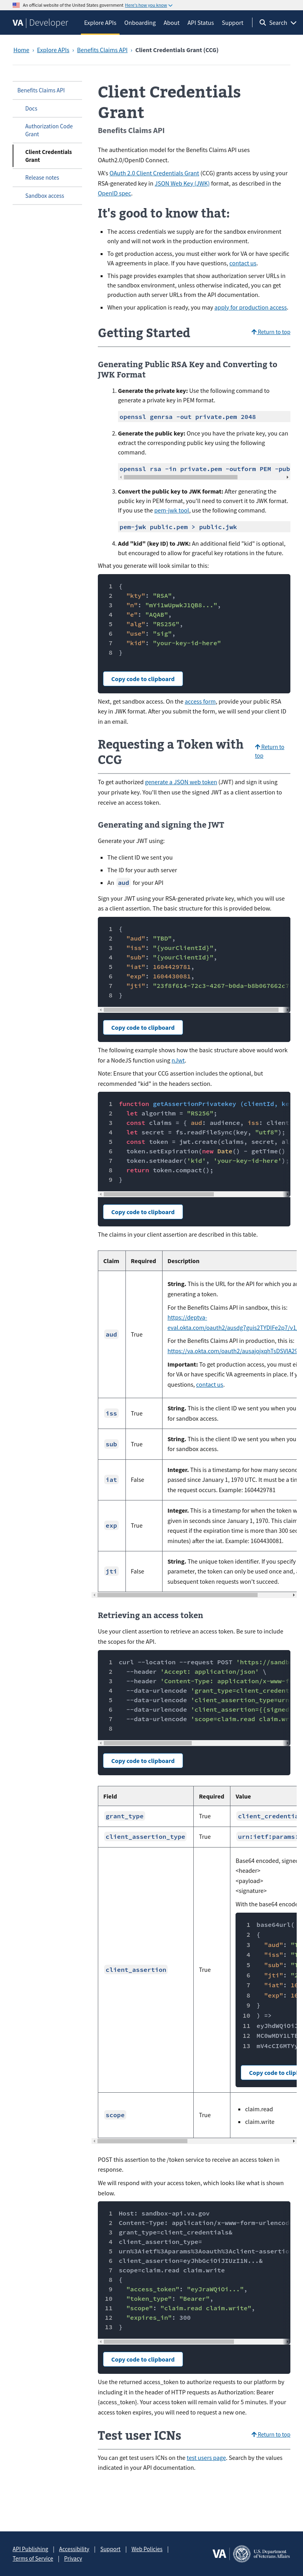 An official website of the United States government Here's how you know
VA | Developer
Explore APIs
Onboarding
About
API Status
Support
Search
Home › Explore APIs › Benefits Claims API › Client Credentials Grant (CCG)
Benefits Claims API
Docs
Authorization Code Grant
Client Credentials Grant
Release notes
Sandbox access
Client Credentials Grant
Benefits Claims API
The authentication model for the Benefits Claims API uses OAuth2.0/OpenID Connect.
VA's OAuth 2.0 Client Credentials Grant (CCG) grants access by using your RSA-generated key in JSON Web Key (JWK) format, as described in the OpenID spec.
It's good to know that:
The access credentials we supply are for the sandbox environment only and will not work in the production environment.
To get production access, you must either work for VA or have specific VA agreements in place. If you have questions, contact us.
This page provides examples that show authorization server URLs in the sandbox environment, unless otherwise indicated, you can get production auth server URLs from the API documentation.
When your application is ready, you may apply for production access.
Getting Started
Return to top
Generating Public RSA Key and Converting to JWK Format
1. Generate the private key: Use the following command to generate a private key in PEM format.
openssl genrsa -out private.pem 2048
2. Generate the public key: Once you have the private key, you can extract the corresponding public key using the following command.
openssl rsa -in private.pem -outform PEM -pub
3. Convert the public key to JWK format: After generating the public key in PEM format, you'll need to convert it to JWK format. If you use the pem-jwk tool, use the following command.
pem-jwk public.pem > public.jwk
4. Add "kid" (key ID) to JWK: An additional field "kid" is optional, but encouraged to allow for graceful key rotations in the future.
What you generate will look similar to this:
1 {
2 "kty": "RSA",
3 "n": "mYi1wUpwkJ1QB8...",
4 "e": "AQAB",
5 "alg": "RS256",
6 "use": "sig",
7 "kid": "your-key-id-here"
8 }
Copy code to clipboard
Next, get sandbox access. On the access form, provide your public RSA key in JWK format. After you submit the form, we will send your client ID in an email.
Requesting a Token with CCG
Return to top
To get authorized generate a JSON web token (JWT) and sign it using your private key. You'll then use the signed JWT as a client assertion to receive an access token.
Generating and signing the JWT
Generate your JWT using:
The client ID we sent you
The ID for your auth server
An aud for your API
Sign your JWT using your RSA-generated private key, which you will use as a client assertion. The claim structure for this is provided below.
1 {
2 "aud": "TBD",
3 "iss": "{yourClientId}",
4 "sub": "{yourClientId}",
5 "iat": 1604429781,
6 "exp": 1604430081,
7 "jti": "23f8f614-72c3-4267-b0da-b8b067662c7
8 }
Copy code to clipboard
The following example shows how the basic structure above would work for a NodeJS function using nJwt.
Note: Ensure that your CCG assertion includes the optional, but recommended "kid" in the headers section.
1 function getAssertionPrivatekey (clientId, ke
2 let algorithm = "RS256";
3 const claims = { aud: audience, iss: client
4 let secret = fs.readFileSync(key, "utf8");
5 const token = jwt.create(claims, secret, al
6 token.setExpiration(new Date() - getTime()
7 token.setHeader('kid', 'your-key-id-here');
8 return token.compact();
9 }
Copy code to clipboard
The claims in your client assertion are described in this table.
Claim Required Description
aud True String. This is the URL for the API for which you a
generating a token.
For the Benefits Claims API in sandbox, this is:
https://deptva-
For the Benefits Claims API in production, this is:
Important: To get production access, you must e
for VA or have specific VA agreements in place. If y
questions, contact us.
iss True String. This is the client ID we sent you when you
for sandbox access.
sub True String. This is the client ID we sent you when you
for sandbox access.
iat False Integer. This is a timestamp for how many second
passed since January 1, 1970 UTC. It must be a tim
the request occurs. Example: 1604429781
exp True Integer. This is a timestamp for when the token w
given in seconds since January 1, 1970. This claim
request if the expiration time is more than 300 sec
minutes) after the iat. Example: 1604430081.
jti False String. The unique token identifier. If you specify
parameter, the token can only be used once and,
subsequent token requests won't succeed.
Retrieving an access token
Use your client assertion to retrieve an access token. Be sure to include the scopes for the API.
1 curl --location --request POST 'https://sandb
2 --header 'Accept: application/json' \
3 --header 'Content-Type: application/x-www-f
4 --data-urlencode 'grant_type=client_credent
5 --data-urlencode 'client_assertion_type=urn
6 --data-urlencode 'client_assertion={{signed
7 --data-urlencode 'scope=claim.read claim.wr
8
Copy code to clipboard
Field Required Value
grant_type True client_credentia
client_assertion_type True urn:ietf:params:
client_assertion True Base64 encoded, signe
<header>
<payload>
<signature>
With the base64 encode
1 base64url(
2 {
3 "aud": "
4 "iss": "
5 "sub": "
6 "jti": "
7 "iat": 16
8 "exp": 16
9 }
10 ) =>
11 eyJhdWQiOiJ
12 MC0wMDY1LTE
13 mV4cCI6MTYy
Copy code to clip
scope True
claim.read
claim.write
POST this assertion to the /token service to receive an access token in response.
We will respond with your access token, which looks like what is shown below.
1 Host: sandbox-api.va.gov
2 Content-Type: application/x-www-form-urlencod
3 grant_type=client_credentials&
4 client_assertion_type=
5 urn%3Aietf%3Aparams%3Aoauth%3Aclient-assertio
6 client_assertion=eyJhbGciOiJIUzI1N...&
7 scope=claim.read claim.write
8 {
9 "access_token": "eyJraWQiOi...",
10 "token_type": "Bearer",
11 "scope": "claim.read claim.write",
12 "expires_in": 300
13 }
Copy code to clipboard
Use the returned access_token to authorize requests to our platform by including it in the header of HTTP requests as Authorization: Bearer {access_token}. Your access token will remain valid for 5 minutes. If your access token expires, you will need to request a new one.
Test user ICNs
Return to top
You can get test users ICNs on the test users page. Search by the values indicated in your API documentation.
API Publishing | Accessibility | Support | Web Policies |
Terms of Service | Privacy
VA | U.S. Department of Veterans Affairs